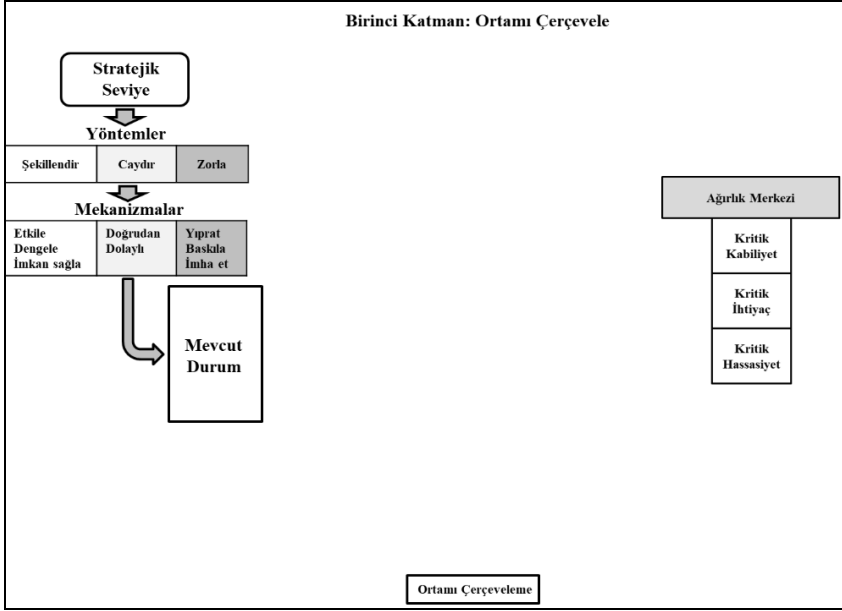 Birinci Katman: Ortamı Çerçevele
Stratejik
Seviye
Yöntemler
Şekillendir
Caydır
Zorla
Mekanizmalar
Etkile
Dengele
İmkan sağla
Doğrudan
Dolaylı
Yıprat
Baskıla
İmha et
Mevcut
Durum
Ağırlık Merkezi
Kritik
Kabiliyet
Kritik
İhtiyaç
Kritik
Hassasiyet
Ortamı Çerçeveleme